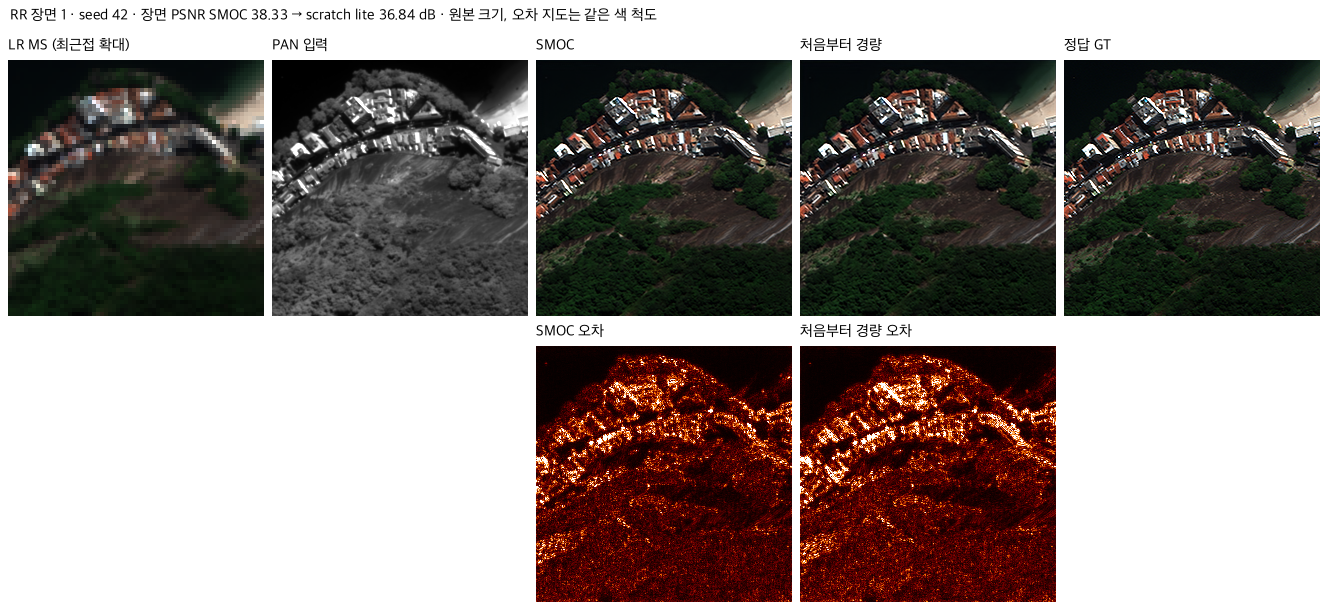 RR 장면 1 · seed 42 · 장면 PSNR SMOC 38.33 → scratch lite 36.84 dB · 원본 크기, 오차 지도는 같은 색 척도
LR MS (최근접 확대)
PAN 입력
SMOC
처음부터 경량
정답 GT
SMOC 오차
처음부터 경량 오차